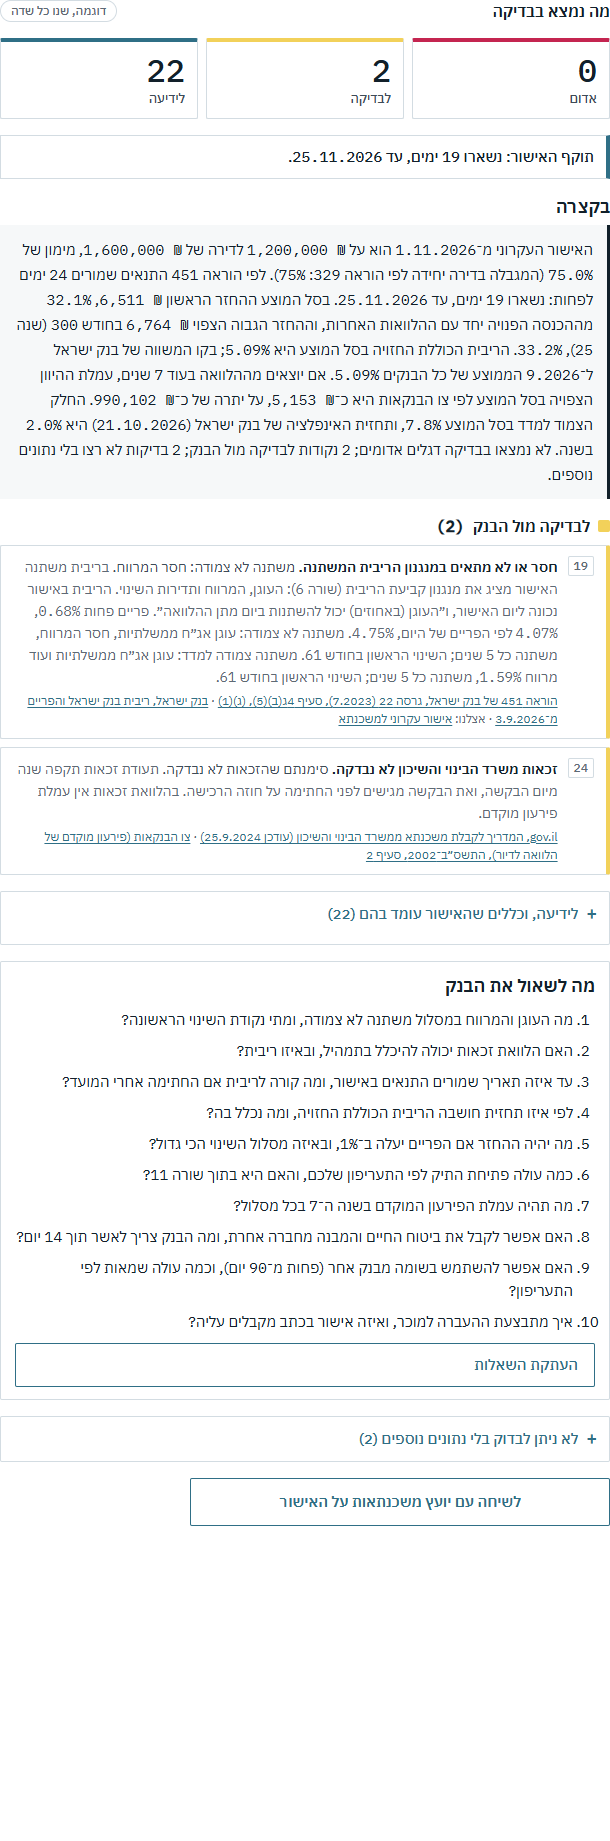 מה נמצא בבדיקה
דוגמה, שנו כל שדה
0
אדום
2
לבדיקה
22
לידיעה
תוקף האישור: נשארו 19 ימים, עד 25.11.2026.
בקצרה
האישור העקרוני מ־1.11.2026 הוא על ₪ 1,200,000 לדירה של ₪ 1,600,000, מימון של
75.0% (המגבלה בדירה יחידה לפי הוראה 329: 75%). לפי הוראה 451 התנאים שמורים 24 ימים
לפחות: נשארו 19 ימים, עד 25.11.2026. בסל המוצע ההחזר הראשון ₪ 6,511, 32.1%
מההכנסה הפנויה יחד עם ההלוואות האחרות, וההחזר הגבוה הצפוי ₪ 6,764 בחודש 300 (שנה
25), 33.2%. הריבית הכוללת החזויה בסל המוצע היא 5.09%; בקו המשווה של בנק ישראל
ל־9.2026 הממוצע של כל הבנקים 5.09%. אם יוצאים מההלוואה בעוד 7 שנים, עמלת ההיוון
הצפויה בסל המוצע לפי צו הבנקאות היא כ־₪ 5,153, על יתרה של כ־₪ 990,102. החלק
הצמוד למדד בסל המוצע 7.8%, ותחזית האינפלציה של בנק ישראל (21.10.2026) היא 2.0%
בשנה. לא נמצאו בבדיקה דגלים אדומים; 2 נקודות לבדיקה מול הבנק; 2 בדיקות לא רצו בלי נתונים
נוספים.
לבדיקה מול הבנק (2)
19
חסר או לא מתאים במנגנון הריבית המשתנה. משתנה לא צמודה: חסר המרווח. בריבית משתנה
האישור מציג את מנגנון קביעת הריבית (שורה 6): העוגן, המרווח ותדירות השינוי. הריבית באישור
נכונה ליום האישור, ו״העוגן (באחוזים) יכול להשתנות ביום מתן ההלוואה״. פריים פחות 0.68%,
4.07% לפי הפריים של היום, 4.75%. משתנה לא צמודה: עוגן אג״ח ממשלתיות, חסר המרווח,
משתנה כל 5 שנים; השינוי הראשון בחודש 61. משתנה צמודה למדד: עוגן אג״ח ממשלתיות ועוד
מרווח 1.59%, משתנה כל 5 שנים; השינוי הראשון בחודש 61.
הוראה 451 של בנק ישראל, גרסה 22 (7.2023), סעיף 4ג(ב)(5), (ג)(1) · בנק ישראל, ריבית בנק ישראל והפריים
מ־3.9.2026 · אצלנו: אישור עקרוני למשכנתא
24
זכאות משרד הבינוי והשיכון לא נבדקה. סימנתם שהזכאות לא נבדקה. תעודת זכאות תקפה שנה
מיום הבקשה, ואת הבקשה מגישים לפני החתימה על חוזה הרכישה. בהלוואת זכאות אין עמלת
פירעון מוקדם.
gov.il, המדריך לקבלת משכנתא ממשרד הבינוי והשיכון (עודכן 25.9.2024) · צו הבנקאות (פירעון מוקדם של
הלוואה לדיור), התשס״ב־2002, סעיף 2
+ לידיעה, וכללים שהאישור עומד בהם (22)
מה לשאול את הבנק
1. מה העוגן והמרווח במסלול משתנה לא צמודה, ומתי נקודת השינוי הראשונה?
2. האם הלוואת זכאות יכולה להיכלל בתמהיל, ובאיזו ריבית?
3. עד איזה תאריך שמורים התנאים באישור, ומה קורה לריבית אם החתימה אחרי המועד?
4. לפי איזו תחזית חושבה הריבית הכוללת החזויה, ומה נכלל בה?
5. מה יהיה ההחזר אם הפריים יעלה ב־1%, ובאיזה מסלול השינוי הכי גדול?
6. כמה עולה פתיחת התיק לפי התעריפון שלכם, והאם היא בתוך שורה 11?
7. מה תהיה עמלת הפירעון המוקדם בשנה ה־7 בכל מסלול?
8. האם אפשר לקבל את ביטוח החיים והמבנה מחברה אחרת, ומה הבנק צריך לאשר תוך 14 יום?
9. האם אפשר להשתמש בשומה מבנק אחר (פחות מ־90 יום), וכמה עולה שמאות לפי
התעריפון?
10. איך מתבצעת ההעברה למוכר, ואיזה אישור בכתב מקבלים עליה?
העתקת השאלות
+ לא ניתן לבדוק בלי נתונים נוספים (2)
לשיחה עם יועץ משכנתאות על האישור